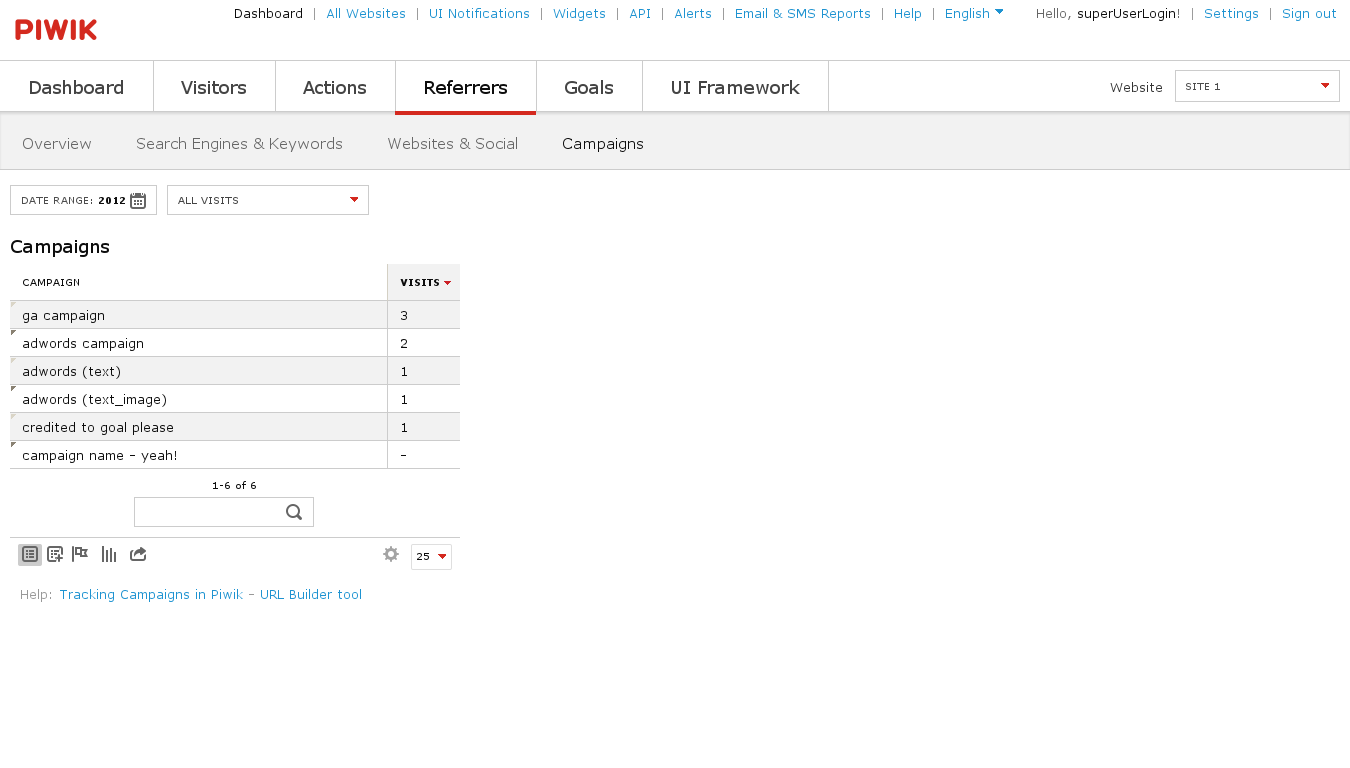 PIWIK
Dashboard | All Websites | UI Notifications | Widgets | API | Alerts | Email & SMS Reports | Help | English
Hello, superUserLogin! | Settings | Sign out
Dashboard Visitors Actions Referrers Goals UI Framework
Website SITE 1
Overview Search Engines & Keywords Websites & Social Campaigns
DATE RANGE: 2012 ALL VISITS
Campaigns
CAMPAIGN VISITS
ga campaign 3
adwords campaign 2
adwords (text) 1
adwords (text_image) 1
credited to goal please 1
campaign name - yeah! -
1-6 of 6
25
Help: Tracking Campaigns in Piwik - URL Builder tool